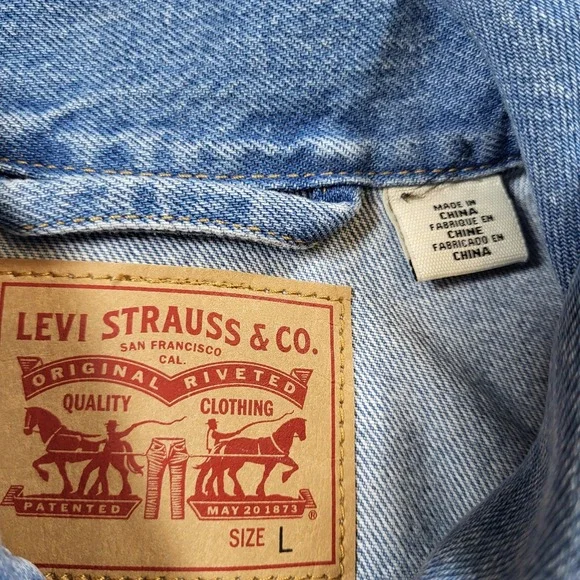 MADE IN
CHINA
FABRIQUE EN
CHINE
FABRICADO EN
CHINA
LEVI STRAUSS & CO.
SAN FRANCISCO
CAL.
ORIGINAL RIVETED
QUALITY CLOTHING
PATENTED MAY 20 1873 ®
SIZE L